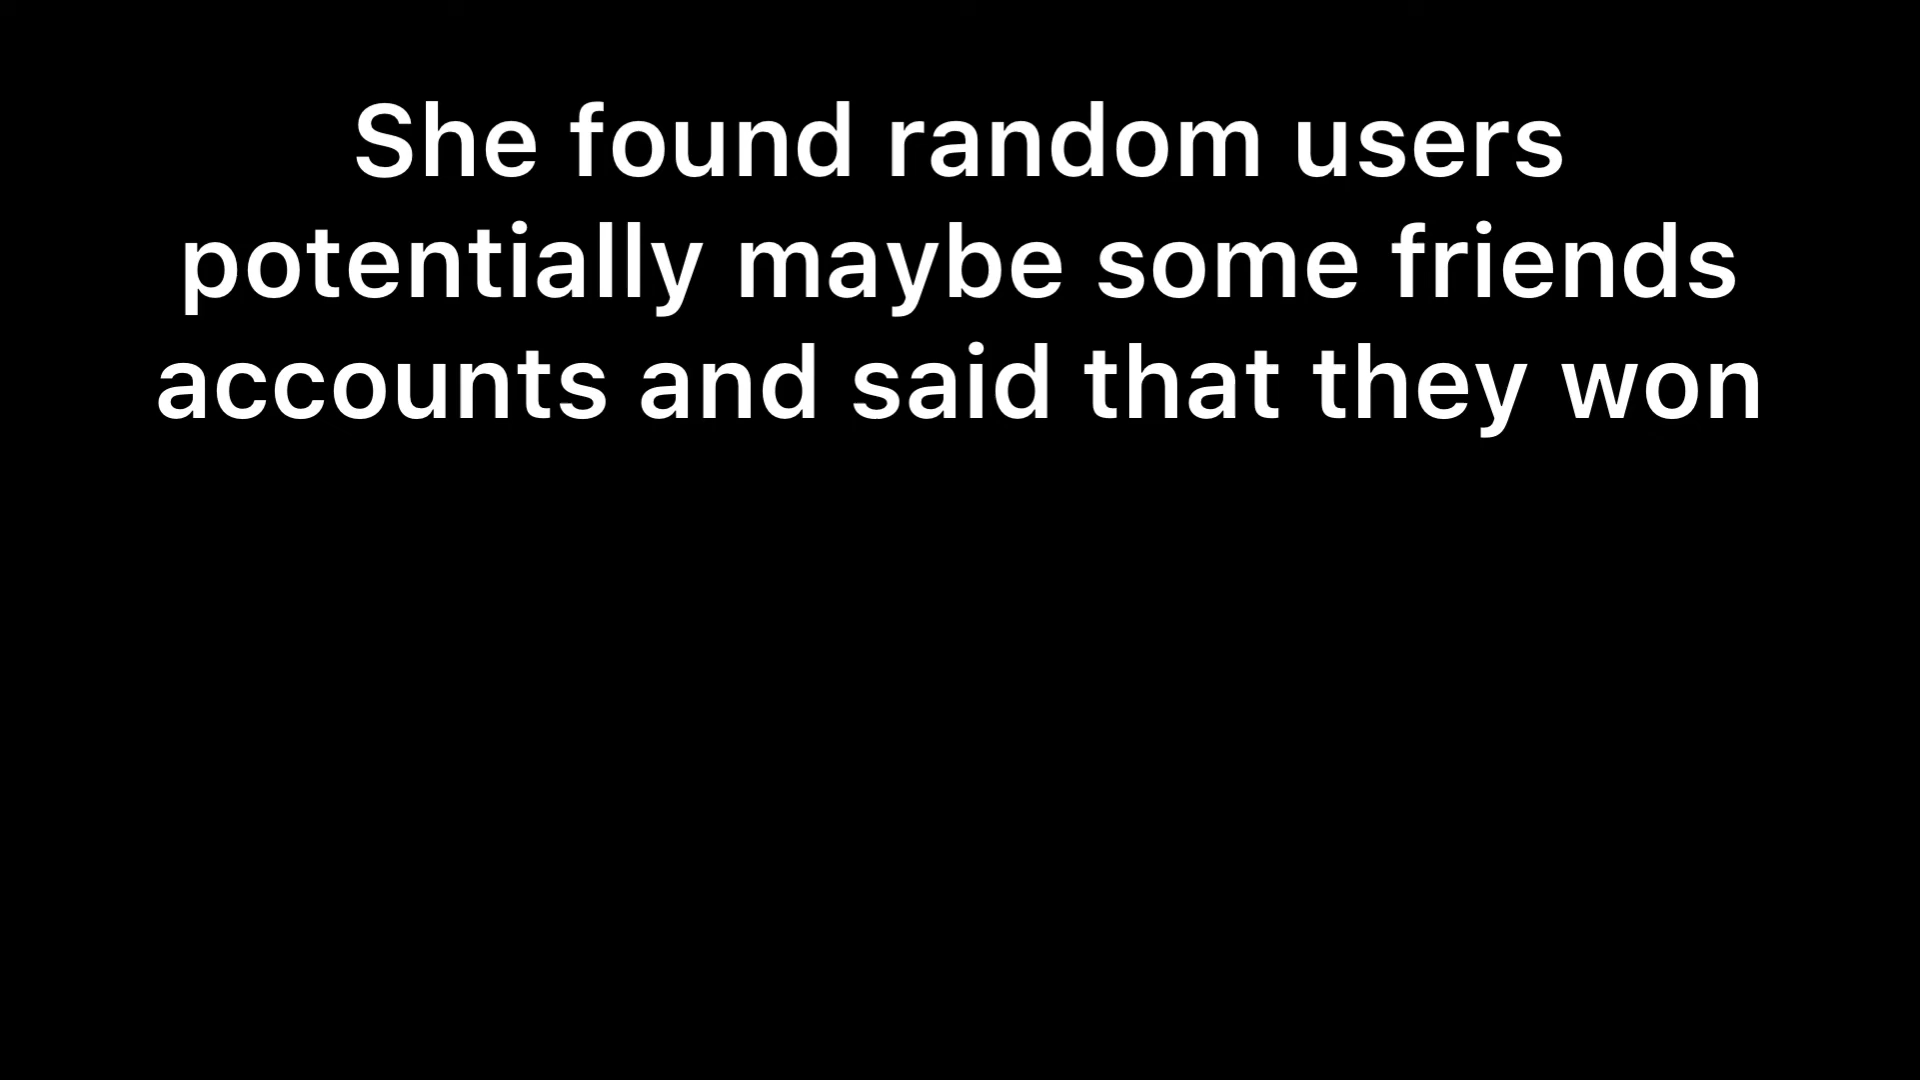 She found random users
potentially maybe some friends
accounts and said that they won